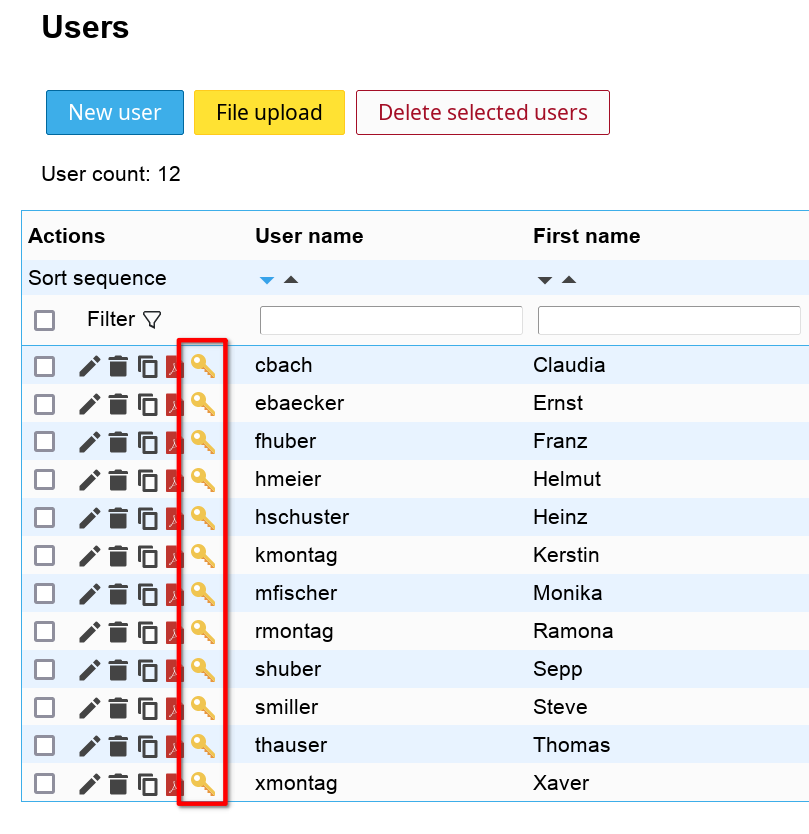 Users
New user File upload Delete selected users
User count: 12
Actions User name First name
Sort sequence
Filter
cbach Claudia
ebaecker Ernst
fhuber Franz
hmeier Helmut
hschuster Heinz
kmontag Kerstin
mfischer Monika
rmontag Ramona
shuber Sepp
smiller Steve
thauser Thomas
xmontag Xaver